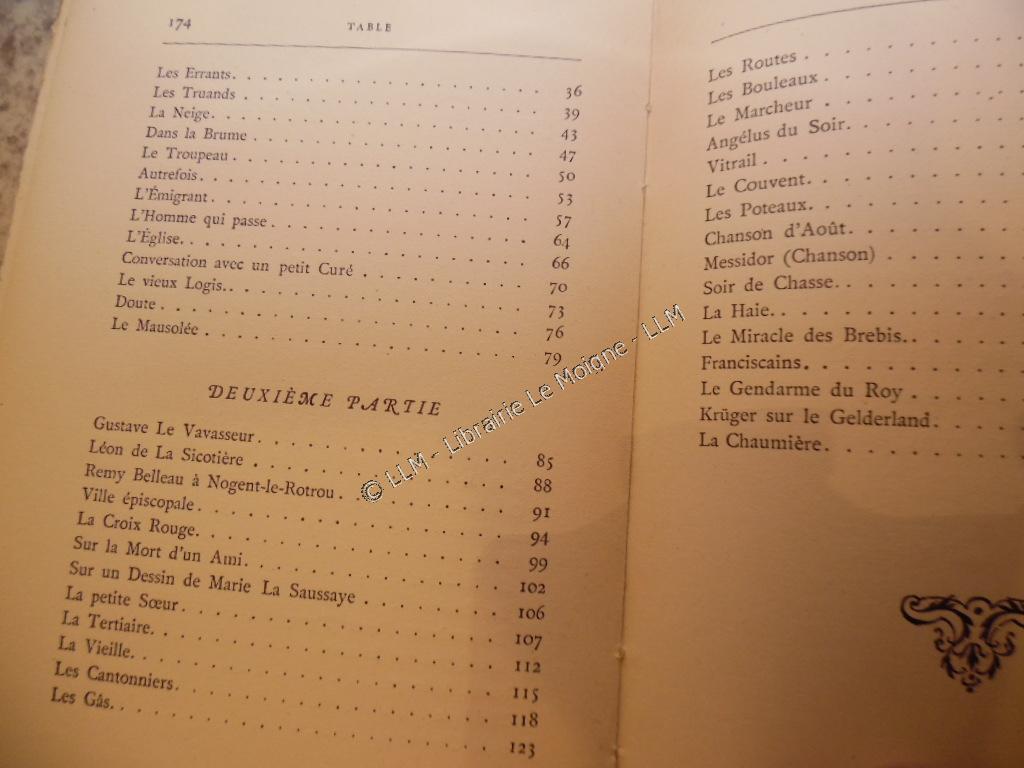 174 TABLE
Les Errants. . . . . . . . . . . . . . . . 36
Les Truands . . . . . . . . . . . . . . . . 39
La Neige. . . . . . . . . . . . . . . . . 43
Dans la Brume . . . . . . . . . . . . . . . 47
Le Troupeau . . . . . . . . . . . . . . . . 50
Autrefois. . . . . . . . . . . . . . . . . 53
L'Émigrant . . . . . . . . . . . . . . . . 57
L'Homme qui passe . . . . . . . . . . . . . 64
L'Église. . . . . . . . . . . . . . . . . 66
Conversation avec un petit Curé . . . . . . . . 70
Le vieux Logis. . . . . . . . . . . . . . . 73
Doute . . . . . . . . . . . . . . . . . . 76
Le Mausolée . . . . . . . . . . . . . . . . 79
DEUXIÈME PARTIE
Gustave Le Vavasseur. . . . . . . . . . . . . 85
Léon de La Sicotière . . . . . . . . . . . . . 88
Remy Belleau à Nogent-le-Rotrou . . . . . . . . 91
Ville épiscopale . . . . . . . . . . . . . . . 94
La Croix Rouge. . . . . . . . . . . . . . . 99
Sur la Mort d'un Ami. . . . . . . . . . . . . 102
Sur un Dessin de Marie La Saussaye . . . . . . . 106
La petite Sœur . . . . . . . . . . . . . . . 107
La Tertiaire. . . . . . . . . . . . . . . . 112
La Vieille. . . . . . . . . . . . . . . . . 115
Les Cantonniers. . . . . . . . . . . . . . . 118
Les Gâs. . . . . . . . . . . . . . . . . . 123
Les Routes . . . . . . . .
Les Bouleaux . . . . . . .
Le Marcheur . . . . . . .
Angélus du Soir. . . . . .
Vitrail . . . . . . . . .
Le Couvent. . . . . . . .
Les Poteaux. . . . . . . .
Chanson d'Août. . . . . .
Messidor (Chanson) . . . .
Soir de Chasse. . . . . .
La Haie. . . . . . . . .
Le Miracle des Brebis. . . .
Franciscains. . . . . . . .
Le Gendarme du Roy . . . .
Krüger sur le Gelderland. . .
La Chaumière. . . . . . .
© LLM - Librairie Le Moigne - LLM